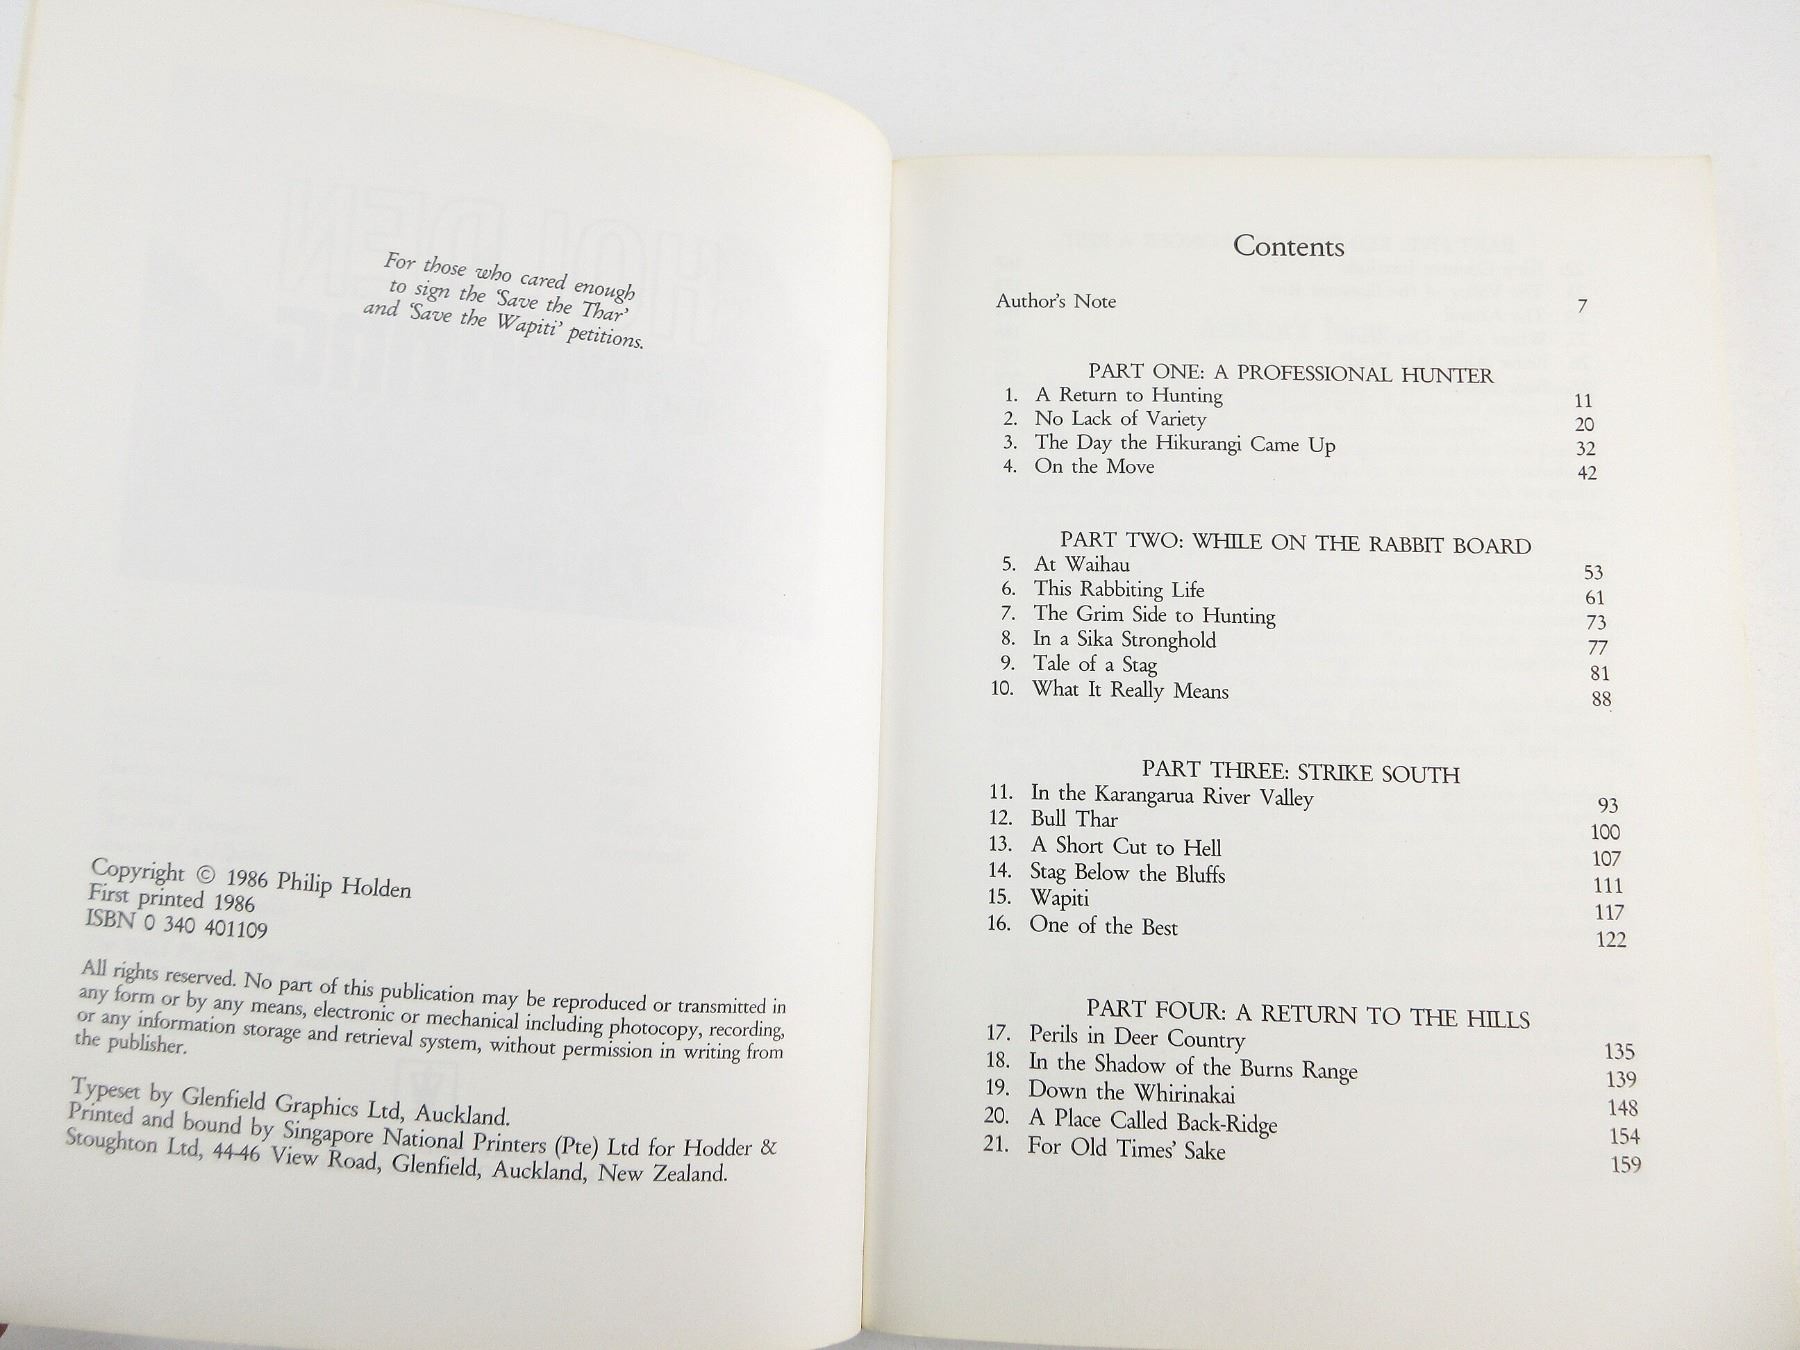 For those who cared enough
to sign the ‘Save the Thar’
and ‘Save the Wapiti’ petitions.
Copyright © 1986 Philip Holden
First printed 1986
ISBN 0 340 401109
All rights reserved. No part of this publication may be reproduced or transmitted in
any form or by any means, electronic or mechanical including photocopy, recording,
or any information storage and retrieval system, without permission in writing from
the publisher.
Typeset by Glenfield Graphics Ltd, Auckland.
Printed and bound by Singapore National Printers (Pte) Ltd for Hodder &
Stoughton Ltd, 44-46 View Road, Glenfield, Auckland, New Zealand.
Contents
Author’s Note 7
PART ONE: A PROFESSIONAL HUNTER
1. A Return to Hunting 11
2. No Lack of Variety 20
3. The Day the Hikurangi Came Up 32
4. On the Move 42
PART TWO: WHILE ON THE RABBIT BOARD
5. At Waihau 53
6. This Rabbiting Life 61
7. The Grim Side to Hunting 73
8. In a Sika Stronghold 77
9. Tale of a Stag 81
10. What It Really Means 88
PART THREE: STRIKE SOUTH
11. In the Karangarua River Valley 93
12. Bull Thar 100
13. A Short Cut to Hell 107
14. Stag Below the Bluffs 111
15. Wapiti 117
16. One of the Best 122
PART FOUR: A RETURN TO THE HILLS
17. Perils in Deer Country 135
18. In the Shadow of the Burns Range 139
19. Down the Whirinakai 148
20. A Place Called Back-Ridge 154
21. For Old Times’ Sake 159